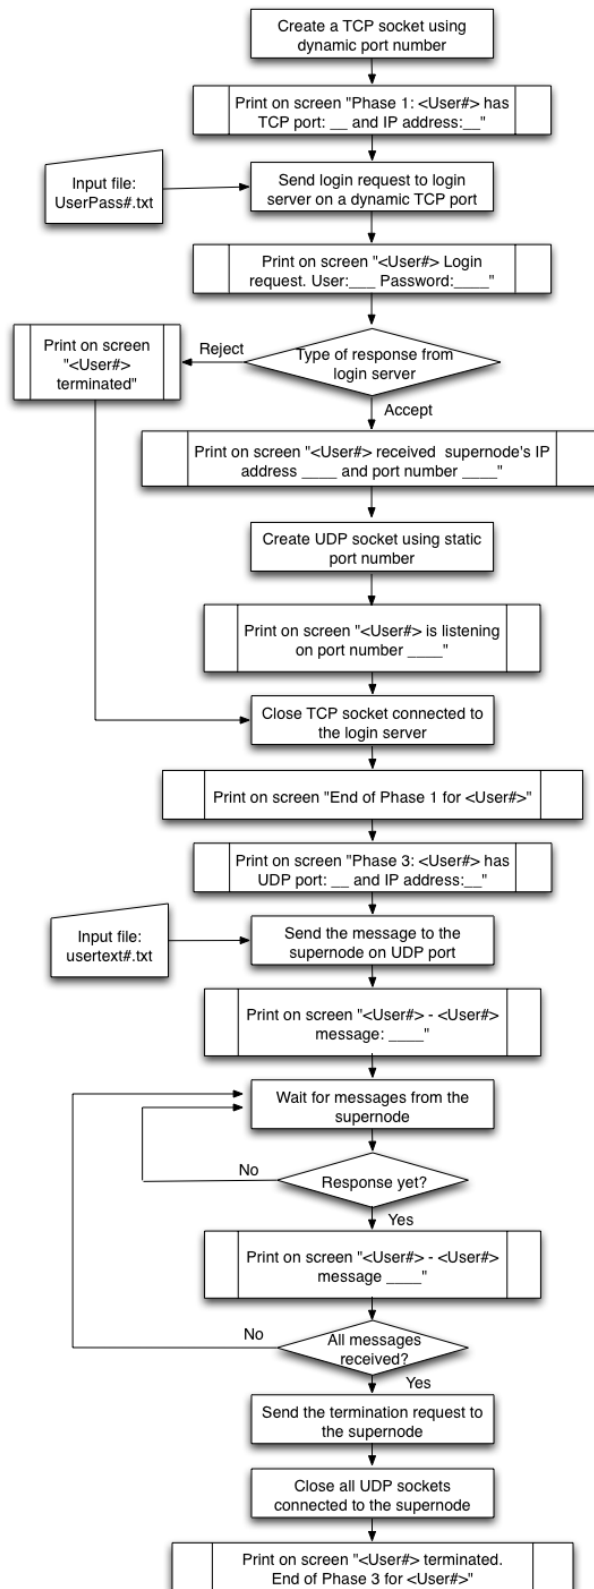 Create a TCP socket using
dynamic port number
Print on screen "Phase 1: <User#> has
TCP port: __ and IP address:__"
Input file:
UserPass#.txt
Send login request to login
server on a dynamic TCP port
Print on screen "<User#> Login
request. User:___ Password:____"
Print on screen
"<User#>
terminated"
Reject
Type of response from
login server
Accept
Print on screen "<User#> received supernode's IP
address ____ and port number ____"
Create UDP socket using static
port number
Print on screen "<User#> is listening
on port number ____"
Close TCP socket connected to
the login server
Print on screen "End of Phase 1 for <User#>"
Print on screen "Phase 3: <User#> has
UDP port: __ and IP address:__"
Input file:
usertext#.txt
Send the message to the
supernode on UDP port
Print on screen "<User#> - <User#>
message: ____"
Wait for messages from the
supernode
No
Response yet?
Yes
Print on screen "<User#> - <User#>
message ____"
No
All messages
received?
Yes
Send the termination request to
the supernode
Close all UDP sockets
connected to the supernode
Print on screen "<User#> terminated.
End of Phase 3 for <User#>"